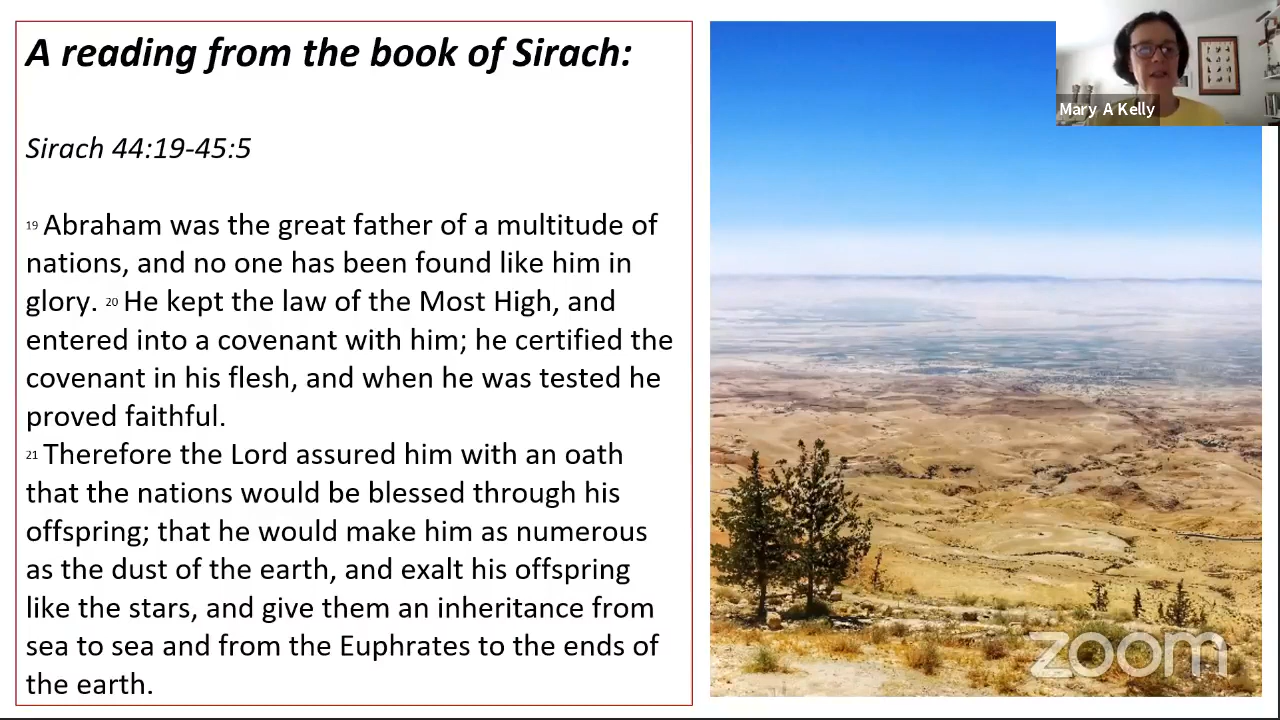 A reading from the book of Sirach:
Sirach 44:19-45:5
19 Abraham was the great father of a multitude of
nations, and no one has been found like him in
glory. 20 He kept the law of the Most High, and
entered into a covenant with him; he certified the
covenant in his flesh, and when he was tested he
proved faithful.
21 Therefore the Lord assured him with an oath
that the nations would be blessed through his
offspring; that he would make him as numerous
as the dust of the earth, and exalt his offspring
like the stars, and give them an inheritance from
sea to sea and from the Euphrates to the ends of
the earth.
Mary A Kelly
zoom